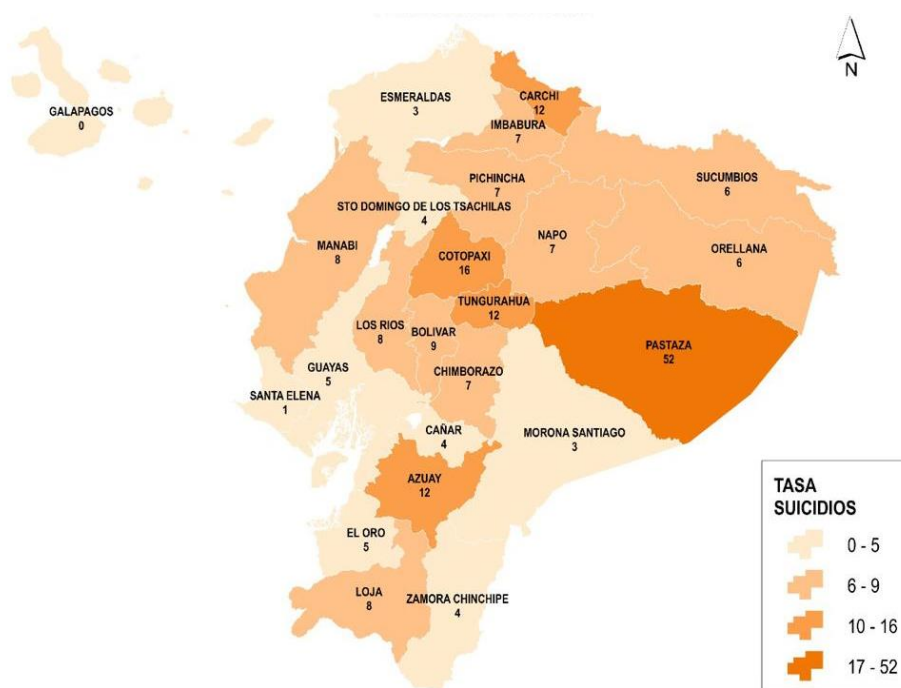 N
GALAPAGOS
0
ESMERALDAS
3
CARCHI
12
IMBABURA
7
SUCUMBIOS
6
PICHINCHA
7
STO DOMINGO DE LOS TSACHILAS
4
NAPO
7
ORELLANA
6
MANABI
8
COTOPAXI
16
TUNGURAHUA
12
LOS RIOS
8
BOLIVAR
9
PASTAZA
52
GUAYAS
5
CHIMBORAZO
7
SANTA ELENA
1
CAÑAR
4
MORONA SANTIAGO
3
AZUAY
12
EL ORO
5
LOJA
8
ZAMORA CHINCHIPE
4
TASA
SUICIDIOS
0 - 5
6 - 9
10 - 16
17 - 52